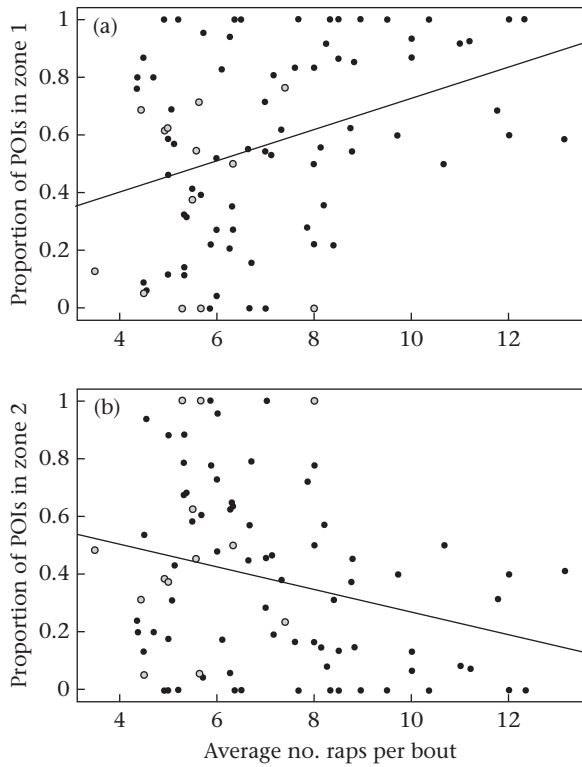 (a)
Proportion of POIs in zone 1
1
0.8
0.6
0.4
0.2
0
4 6 8 10 12
(b)
Proportion of POIs in zone 2
1
0.8
0.6
0.4
0.2
0
4 6 8 10 12
Average no. raps per bout